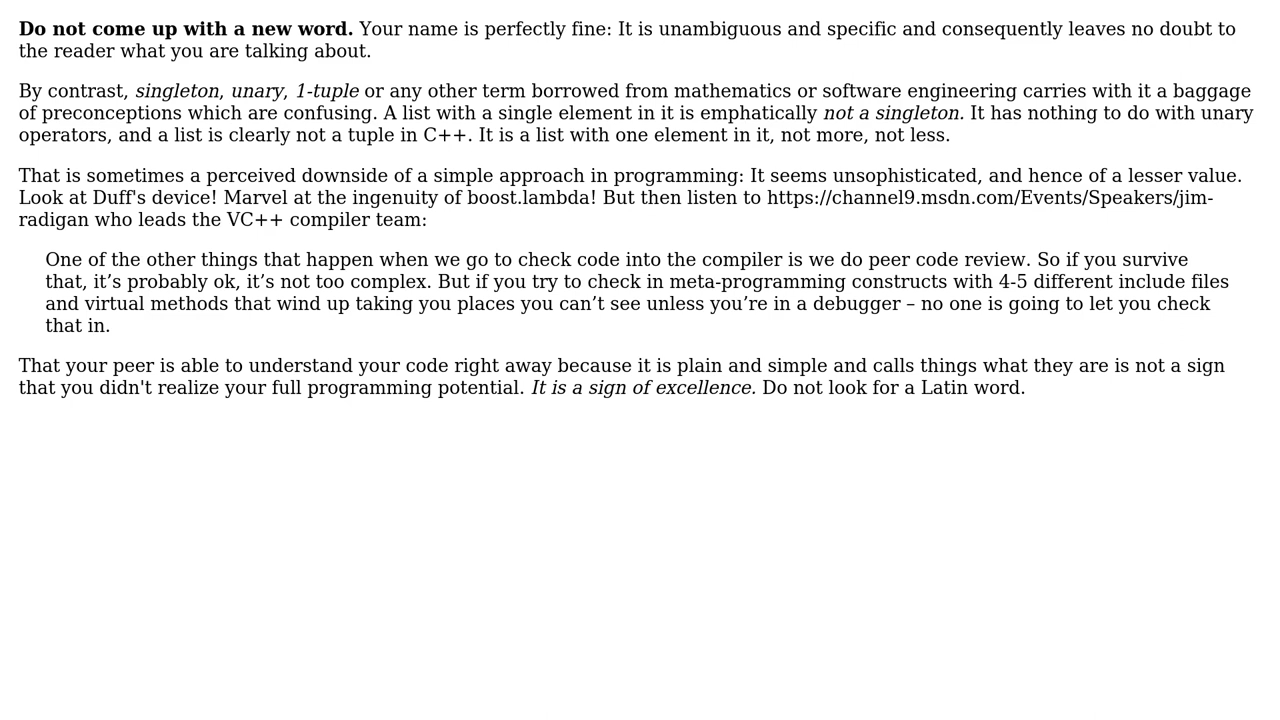 Do not come up with a new word. Your name is perfectly fine: It is unambiguous and specific and consequently leaves no doubt to
the reader what you are talking about.
By contrast, singleton, unary, 1-tuple or any other term borrowed from mathematics or software engineering carries with it a baggage
of preconceptions which are confusing. A list with a single element in it is emphatically not a singleton. It has nothing to do with unary
operators, and a list is clearly not a tuple in C++. It is a list with one element in it, not more, not less.
That is sometimes a perceived downside of a simple approach in programming: It seems unsophisticated, and hence of a lesser value.
Look at Duff's device! Marvel at the ingenuity of boost.lambda! But then listen to https://channel9.msdn.com/Events/Speakers/jim-
radigan who leads the VC++ compiler team:
One of the other things that happen when we go to check code into the compiler is we do peer code review. So if you survive
that, it’s probably ok, it’s not too complex. But if you try to check in meta-programming constructs with 4-5 different include files
and virtual methods that wind up taking you places you can’t see unless you’re in a debugger – no one is going to let you check
that in.
That your peer is able to understand your code right away because it is plain and simple and calls things what they are is not a sign
that you didn't realize your full programming potential. It is a sign of excellence. Do not look for a Latin word.